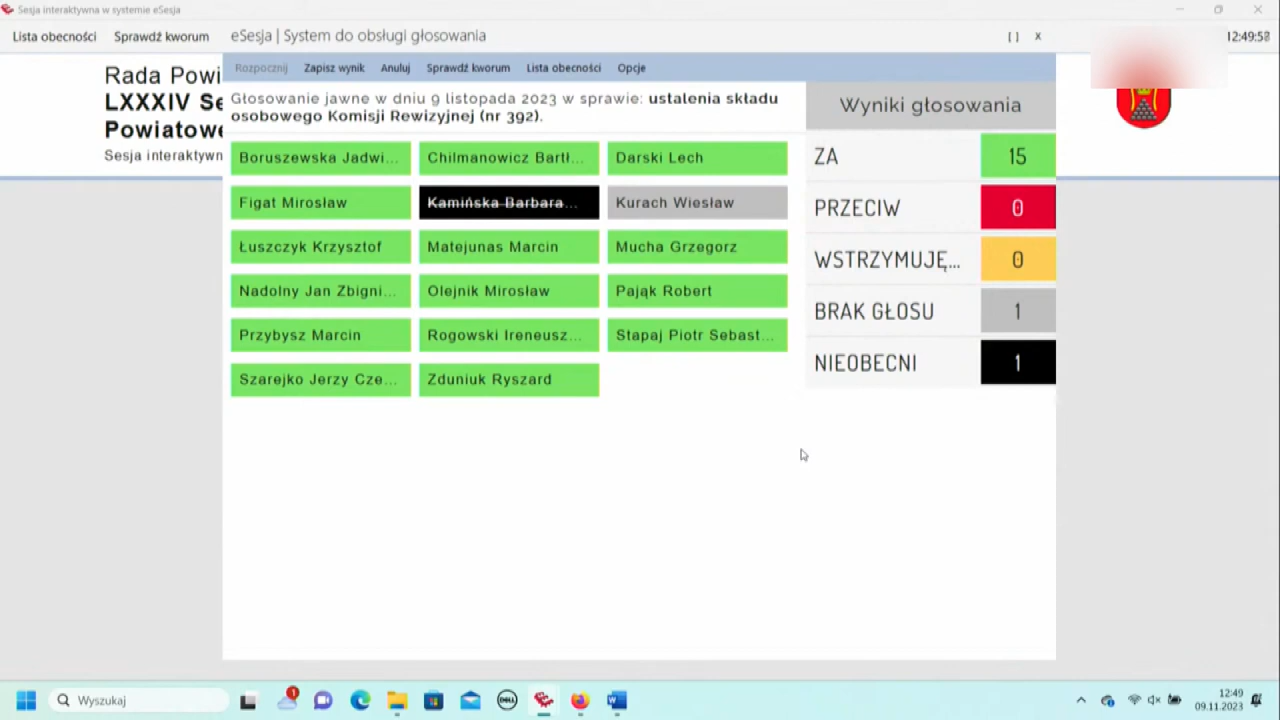 Sesja interaktywna w systemie eSesja
Lista obecności Sprawdź kworum
eSesja | System do obsługi głosowania
[ ] x
12:49:58
Rada Powi
LXXXIV Se
Powiatowe
Sesja interaktywn
Rozpocznij Zapisz wynik Anuluj Sprawdź kworum Lista obecności Opcje
Głosowanie jawne w dniu 9 listopada 2023 w sprawie: ustalenia składu
osobowego Komisji Rewizyjnej (nr 392).
Boruszewska Jadwi... Chilmanowicz Bartł... Darski Lech
Figat Mirosław Kamińska Barbara... Kurach Wiesław
Łuszczyk Krzysztof Matejunas Marcin Mucha Grzegorz
Nadolny Jan Zbigni... Olejnik Mirosław Pająk Robert
Przybysz Marcin Rogowski Ireneusz... Stapaj Piotr Sebast...
Szarejko Jerzy Cze... Zduniuk Ryszard
Wyniki głosowania
ZA 15
PRZECIW 0
WSTRZYMUJĘ... 0
BRAK GŁOSU 1
NIEOBECNI 1
Wyszukaj
1
DELL
12:49
09.11.2023